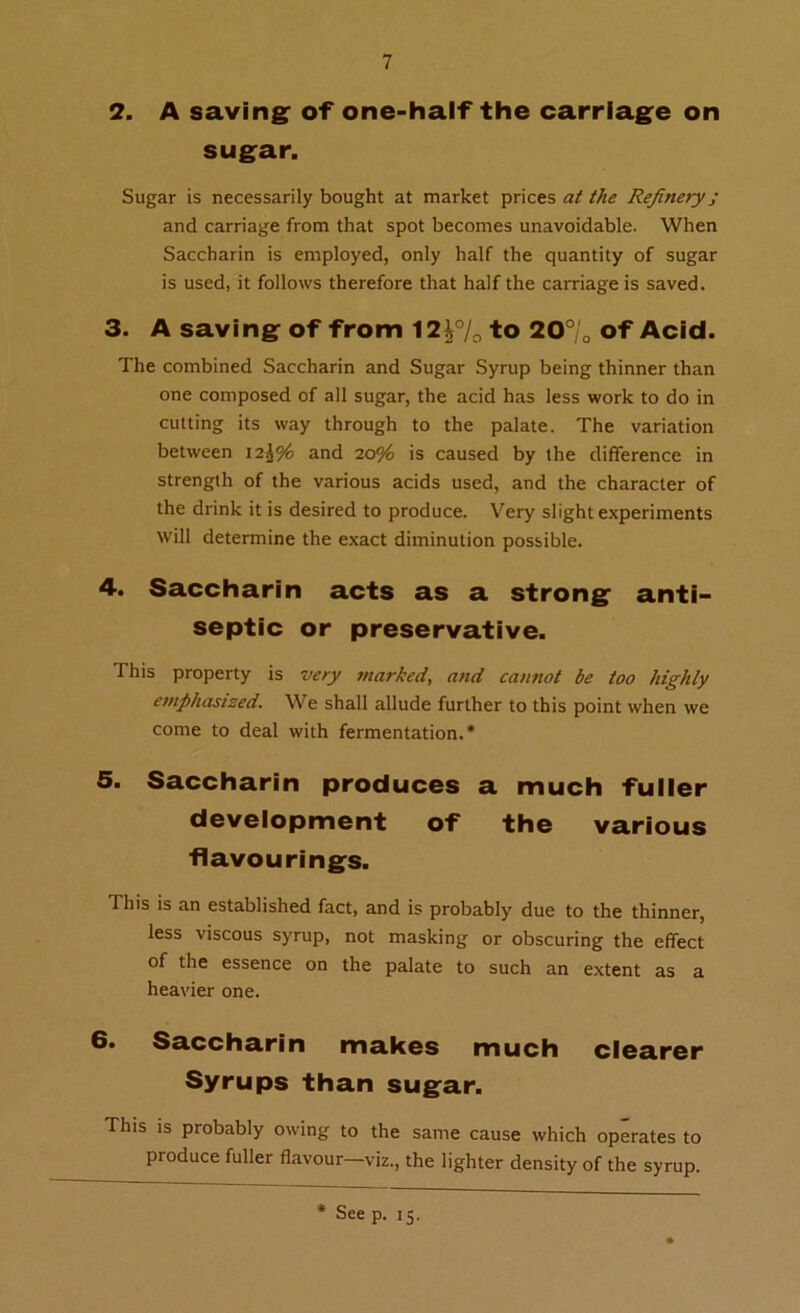 7
2. A saving of one-half the carriage on
sugar.
Sugar is necessarily bought at market prices at the Refinery;
and carriage from that spot becomes unavoidable. When
Saccharin is employed, only half the quantity of sugar
is used, it follows therefore that half the carriage is saved.
3. A saving of from 12½% to 20% of Acid.
The combined Saccharin and Sugar Syrup being thinner than
one composed of all sugar, the acid has less work to do in
cutting its way through to the palate. The variation
between 12½% and 20% is caused by the difference in
strength of the various acids used, and the character of
the drink it is desired to produce. Very slight experiments
will determine the exact diminution possible.
4. Saccharin acts as a strong anti-
septic or preservative.
This property is very marked, and cannot be too highly
emphasized. We shall allude further to this point when we
come to deal with fermentation.*
5. Saccharin produces a much fuller
development of the various
flavourings.
This is an established fact, and is probably due to the thinner,
less viscous syrup, not masking or obscuring the effect
of the essence on the palate to such an extent as a
heavier one.
6. Saccharin makes much clearer
Syrups than sugar.
This is probably owing to the same cause which operates to
produce fuller flavour—viz., the lighter density of the syrup.
* See p. 15.